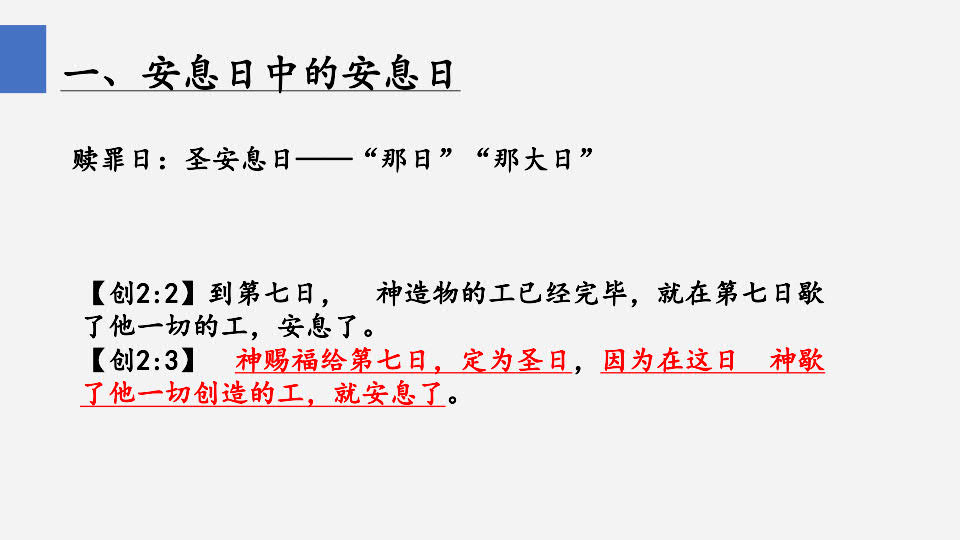 一、安息日中的安息日
赎罪日：圣安息日——“那日”“那大日”
【创2:2】到第七日，　神造物的工已经完毕，就在第七日歇
了他一切的工，安息了。
【创2:3】　神赐福给第七日，定为圣日，因为在这日　神歇
了他一切创造的工，就安息了。